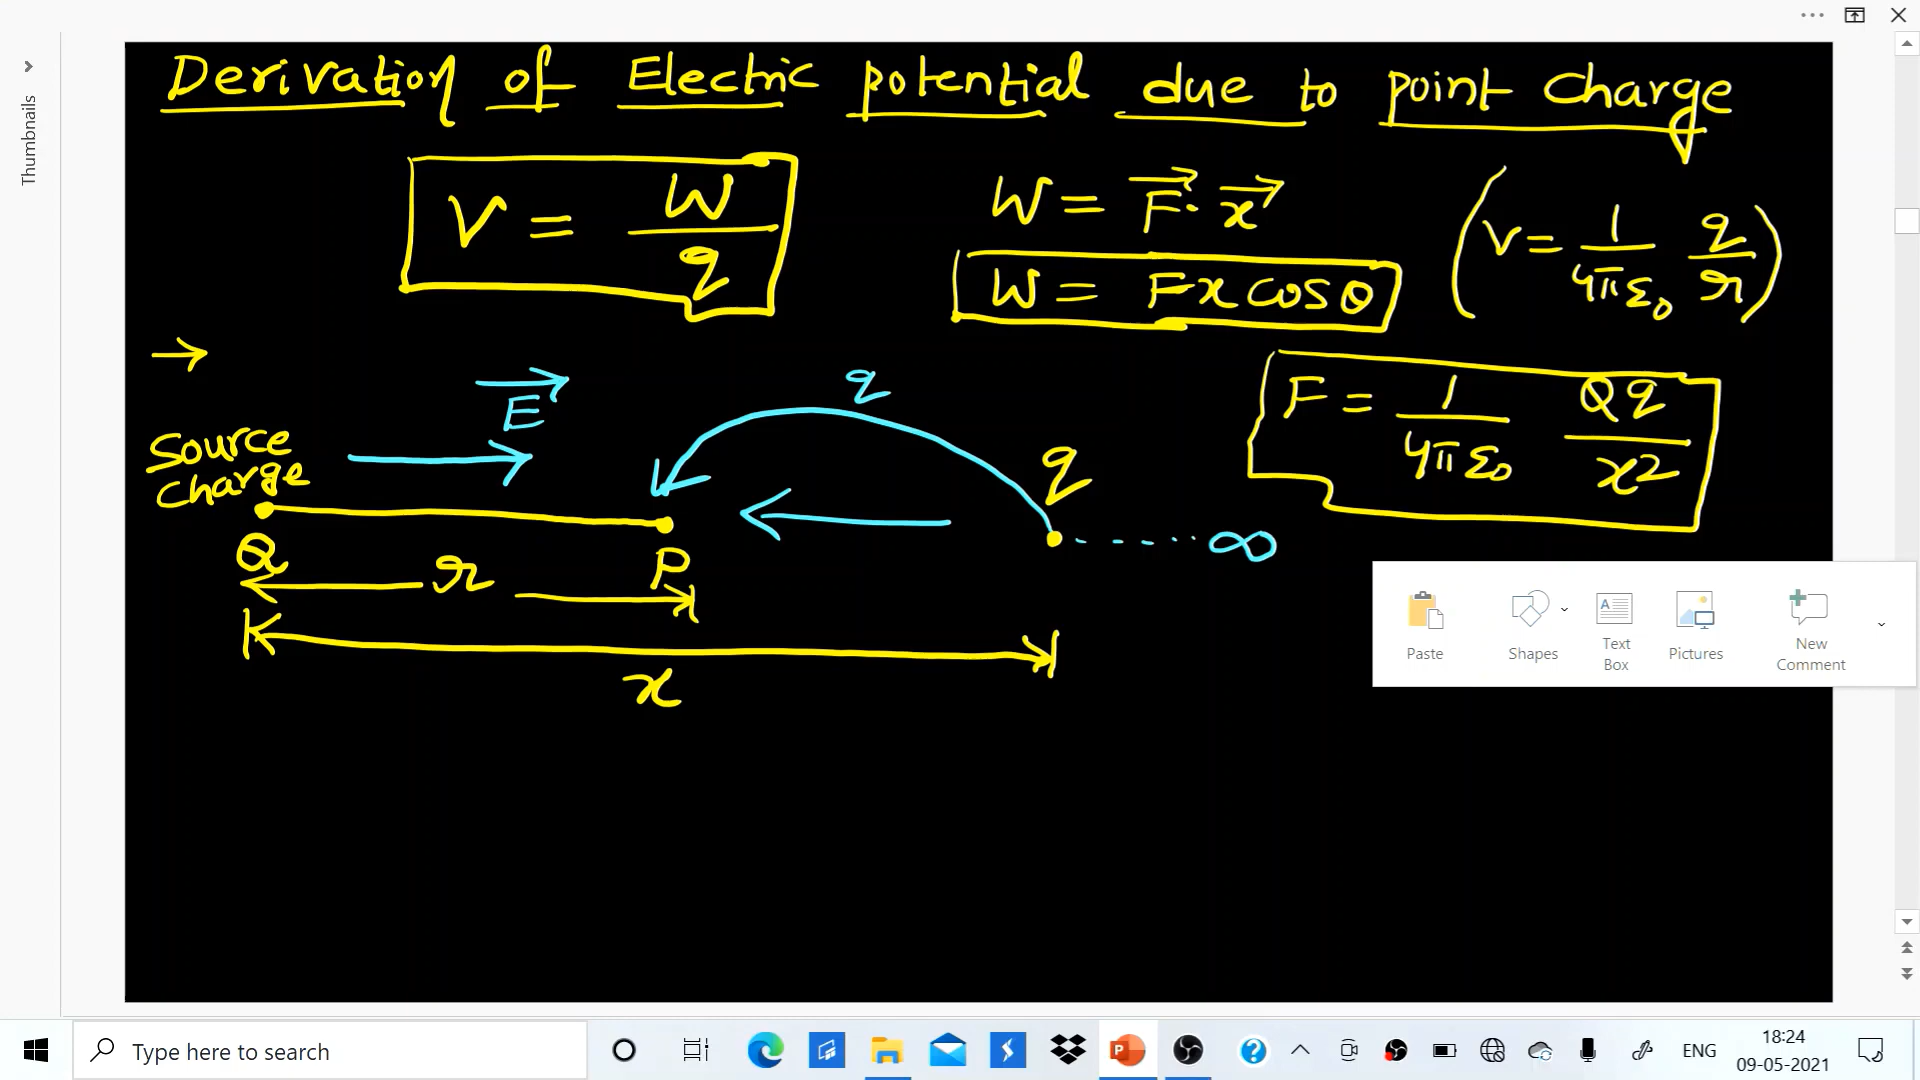 Thumbnails
Derivation of Electric potential due to point charge
V = W/q
W = F⃗. x⃗
W = Fx cosθ
(V = 1/4πε0 q/r)
E⃗
q
F = 1/4πε0 Qq/x2
Source
charge
q
∞
Q
P
r
x
Paste
Shapes
Text
Box
Pictures
New
Comment
Type here to search
ENG
18:24
09-05-2021